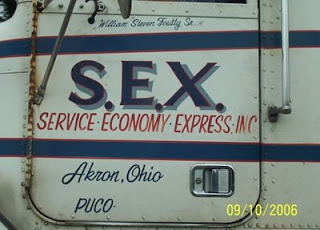 William Steven Foutty Sr.
S.E.X.
SERVICE·ECONOMY·EXPRESS, INC
Akron, Ohio
PUCO·
09/10/2006